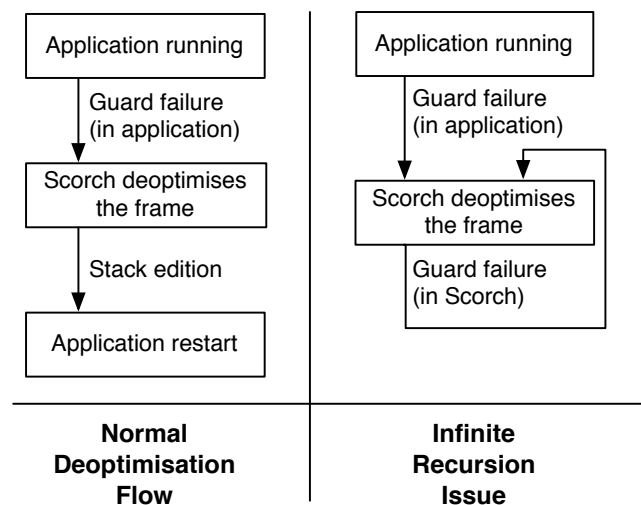 Application running
Guard failure
(in application)
Scorch deoptimises
the frame
Stack edition
Application restart
Normal
Deoptimisation
Flow
Application running
Guard failure
(in application)
Scorch deoptimises
the frame
Guard failure
(in Scorch)
Infinite
Recursion
Issue